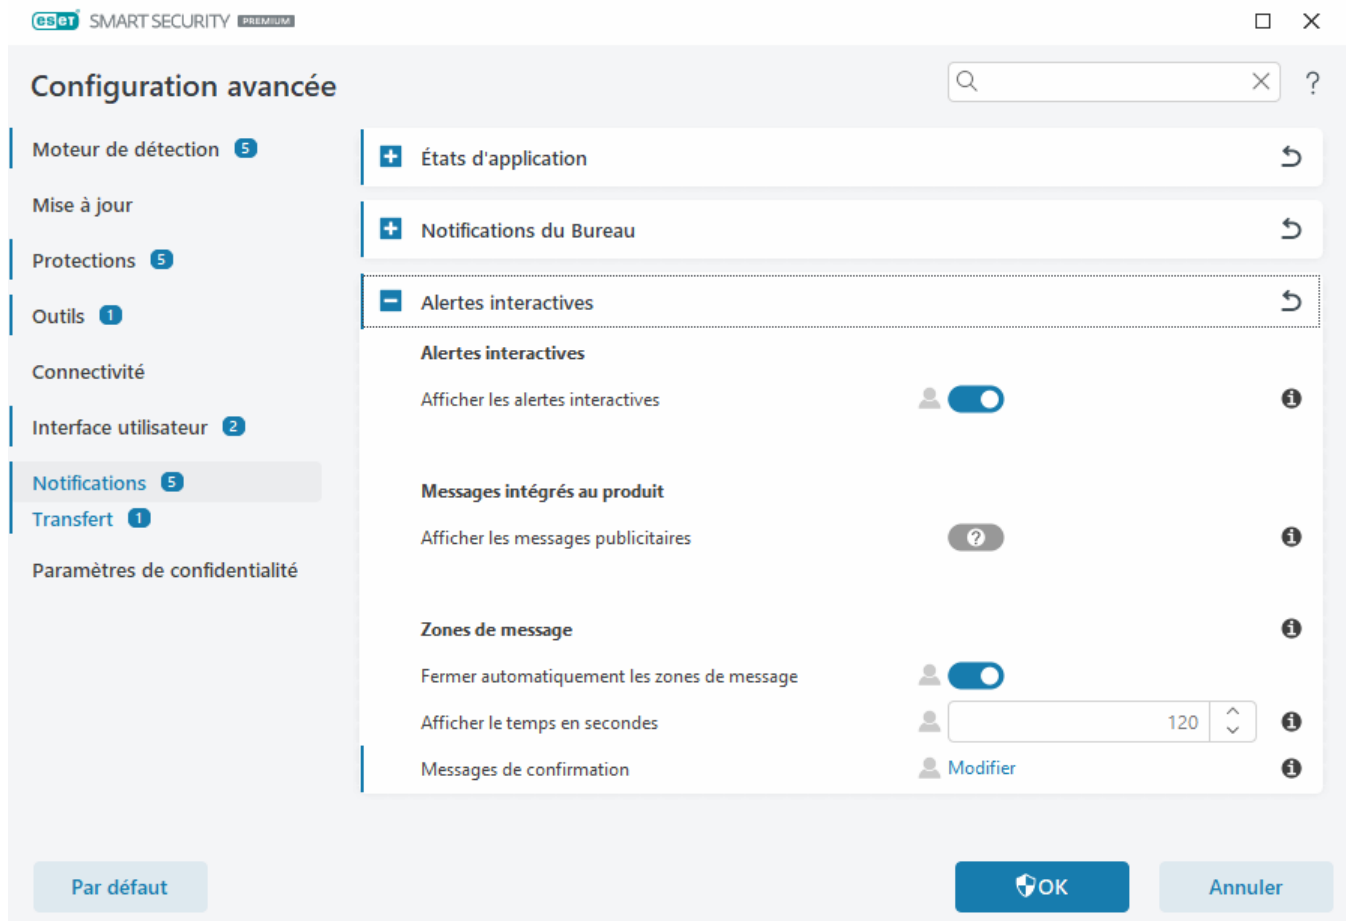 eset SMART SECURITY PREMIUM
Configuration avancée
?
Moteur de détection 5
Mise à jour
Protections 5
Outils 1
Connectivité
Interface utilisateur 2
Notifications 5
Transfert 1
Paramètres de confidentialité
États d'application
Notifications du Bureau
Alertes interactives
Alertes interactives
Afficher les alertes interactives
Messages intégrés au produit
Afficher les messages publicitaires ?
Zones de message
Fermer automatiquement les zones de message
Afficher le temps en secondes 120
Messages de confirmation Modifier
Par défaut
OK
Annuler